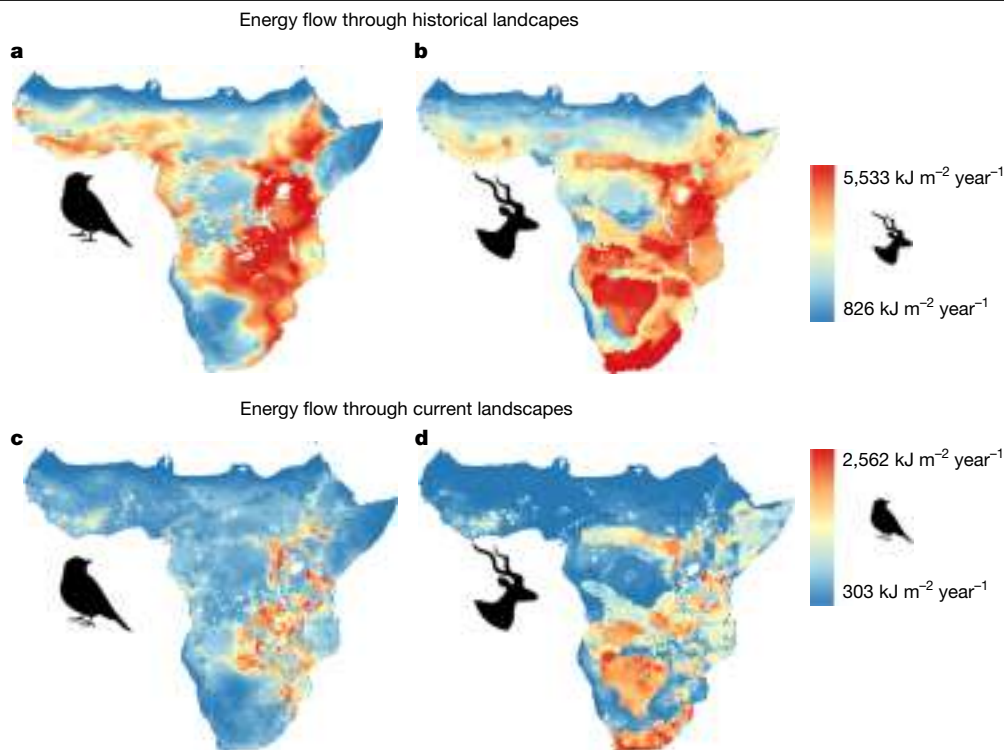 Energy flow through historical landcapes
a
b
5,533 kJ m⁻² year⁻¹
826 kJ m⁻² year⁻¹
Energy flow through current landscapes
c
d
2,562 kJ m⁻² year⁻¹
303 kJ m⁻² year⁻¹